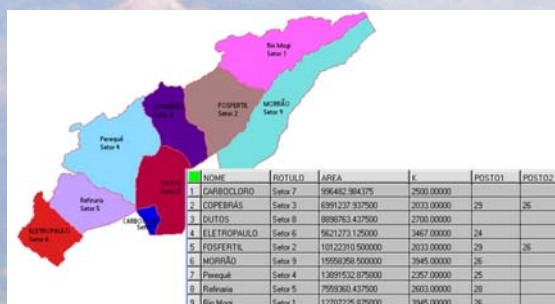 Rio Mogi
Setor 1
FOSFERTIL
Setor 2
MORRÃO
Setor 9
Perequê
Setor 4
Refinaria
Setor 5
ELETROPAULO
Setor 6
NOME ROTULO AREA K POSTO1 POSTO2
1 CARBOCLORO Setor 7 996482.984375 2500.00000
2 COPEBRÁS Setor 3 6991237.937500 2033.00000 29 26
3 DUTOS Setor 8 8898763.437500 2700.00000
4 ELETROPAULO Setor 6 5621273.125000 3467.00000 24
5 FOSFERTIL Setor 2 10122310.500000 2033.00000 29 26
6 MORRÃO Setor 9 15558358.500000 3945.00000 26
7 Perequê Setor 4 13891532.875000 2357.00000 25
8 Refinaria Setor 5 7559360.437500 2603.00000 28
9 Rio Mogi Setor 1 12707225.875000 3945.00000